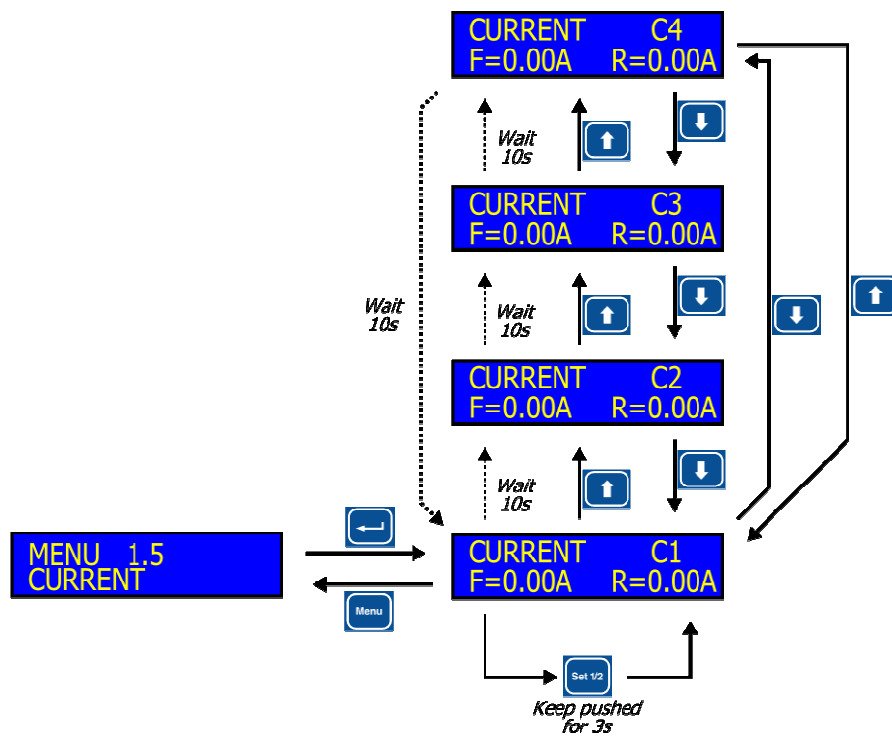 CURRENT C4
F=0.00A R=0.00A
Wait
10s
CURRENT C3
F=0.00A R=0.00A
Wait
10s
Wait
10s
CURRENT C2
F=0.00A R=0.00A
Wait
10s
MENU 1.5
CURRENT
CURRENT C1
F=0.00A R=0.00A
Menu
Set 1/2
Keep pushed
for 3s